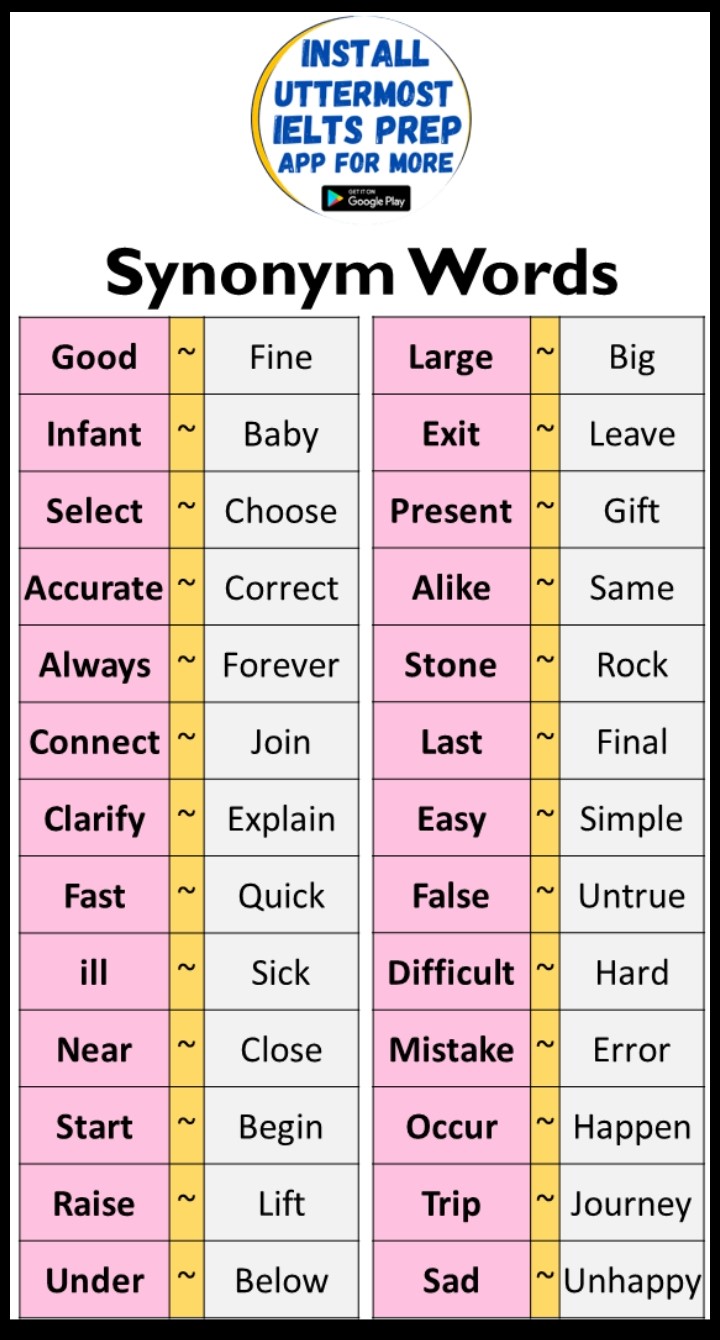 INSTALL
UTTERMOST
IELTS PREP
APP FOR MORE
GET IT ON
Google Play
Synonym Words
Good ~ Fine
Infant ~ Baby
Select ~ Choose
Accurate ~ Correct
Always ~ Forever
Connect ~ Join
Clarify ~ Explain
Fast ~ Quick
ill ~ Sick
Near ~ Close
Start ~ Begin
Raise ~ Lift
Under ~ Below
Large ~ Big
Exit ~ Leave
Present ~ Gift
Alike ~ Same
Stone ~ Rock
Last ~ Final
Easy ~ Simple
False ~ Untrue
Difficult ~ Hard
Mistake ~ Error
Occur ~ Happen
Trip ~ Journey
Sad ~ Unhappy